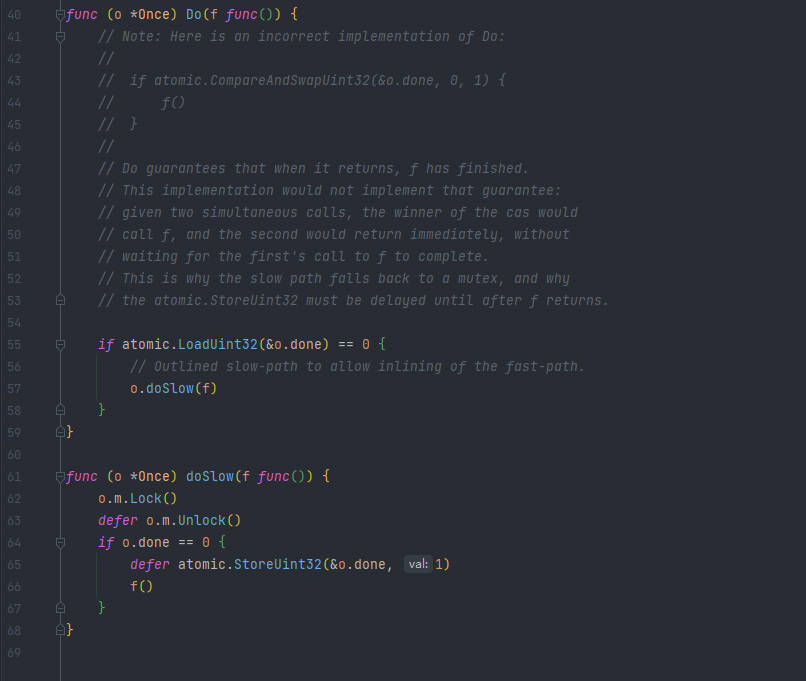 40 func (o *Once) Do(f func()) {
41 // Note: Here is an incorrect implementation of Do:
42 //
43 //  if atomic.CompareAndSwapUint32(&o.done, 0, 1) {
44 //      f()
45 //  }
46 //
47 // Do guarantees that when it returns, f has finished.
48 // This implementation would not implement that guarantee:
49 // given two simultaneous calls, the winner of the cas would
50 // call f, and the second would return immediately, without
51 // waiting for the first's call to f to complete.
52 // This is why the slow path falls back to a mutex, and why
53 // the atomic.StoreUint32 must be delayed until after f returns.
54
55 if atomic.LoadUint32(&o.done) == 0 {
56 // Outlined slow-path to allow inlining of the fast-path.
57 o.doSlow(f)
58 }
59 }
60
61 func (o *Once) doSlow(f func()) {
62 o.m.Lock()
63 defer o.m.Unlock()
64 if o.done == 0 {
65 defer atomic.StoreUint32(&o.done, val: 1)
66 f()
67 }
68 }
69